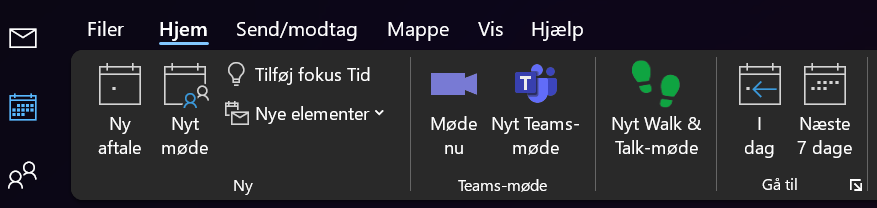 Filer Hjem Send/modtag Mappe Vis Hjælp
Ny
aftale
Nyt
møde
Tilføj fokus Tid
Nye elementer
Ny
Møde
nu
Nyt Teams-
møde
Teams-møde
Nyt Walk &
Talk-møde
I
dag
Næste
7 dage
Gå til